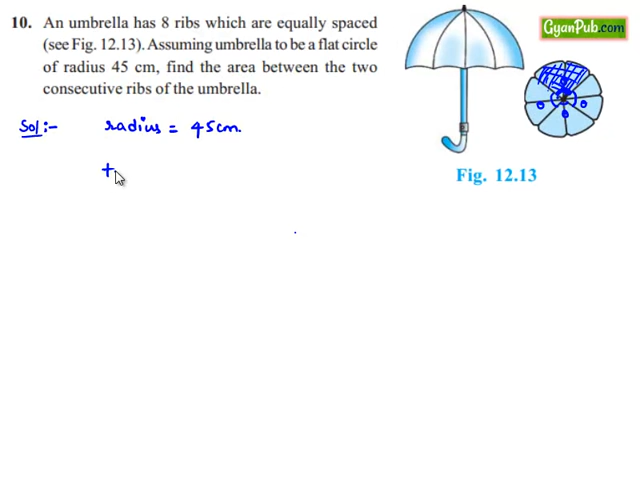 10. An umbrella has 8 ribs which are equally spaced
(see Fig. 12.13). Assuming umbrella to be a flat circle
of radius 45 cm, find the area between the two
consecutive ribs of the umbrella.
GyanPub.com
Sol:- radius = 45cm.
t
Fig. 12.13